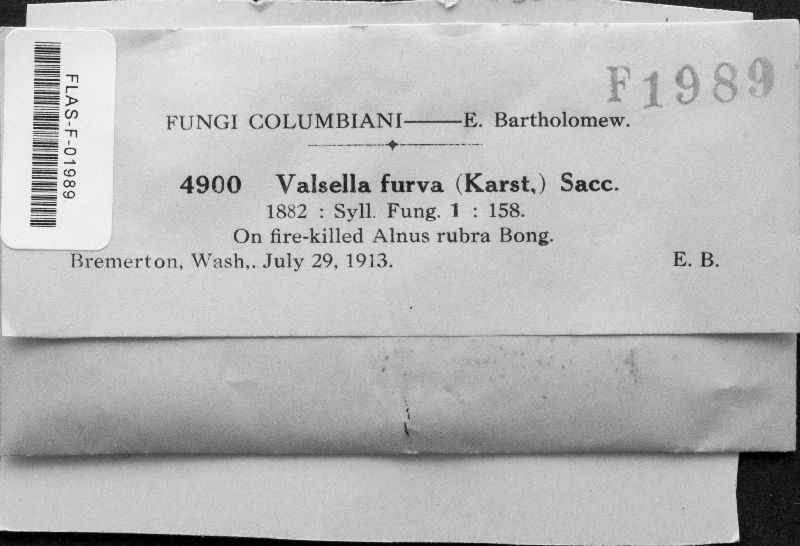 FLAS-F-01989
F1989
FUNGI COLUMBIANI——E. Bartholomew.
4900 Valsella furva (Karst,) Sacc.
1882 : Syll. Fung. 1 : 158.
On fire-killed Alnus rubra Bong.
Bremerton, Wash,. July 29, 1913. E. B.